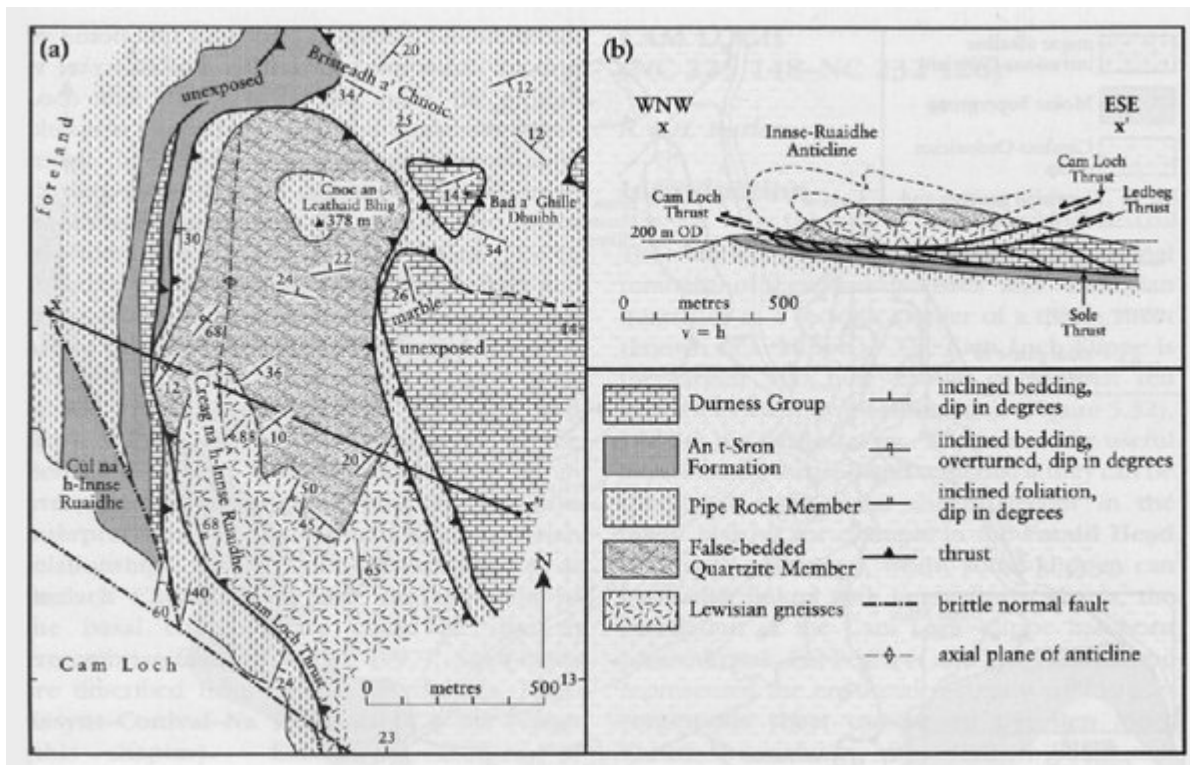 (a)
foreland
unexposed
Bristeadh a' Chnoic
20
34
12
25
12
Cnoc an
Leathaid Bhig
378 m
14
Bad a' Ghille
Dhuibh
34
30
22
24
26
marble
unexposed
44
x
68
12
36
Creag na h-Innse Ruaidhe
88
10
20
50
45
Cul na
h-Innse
Ruaidhe
68
65
x'
N
40
60
Cam Loch Thrust
Cam Loch
24
0 metres 500
13
23
(b)
WNW
x
ESE
x'
Innse-Ruaidhe
Anticline
Cam Loch
Thrust
Cam Loch
Thrust
Ledbeg
Thrust
200 m OD
0 metres 500
v = h
Sole
Thrust
Durness Group
An t-Sron
Formation
Pipe Rock Member
False-bedded
Quartzite Member
Lewisian gneisses
inclined bedding,
dip in degrees
inclined bedding,
overturned, dip in degrees
inclined foliation,
dip in degrees
thrust
brittle normal fault
axial plane of anticline